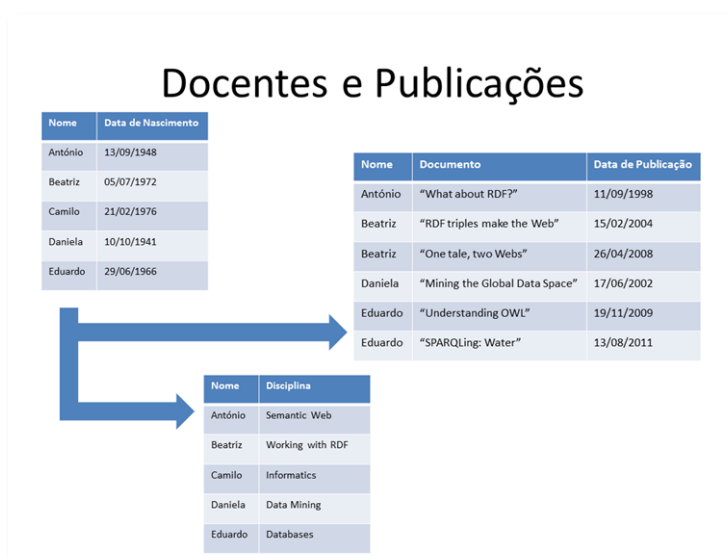 Docentes e Publicações
Nome Data de Nascimento
António 13/09/1948
Beatriz 05/07/1972
Camilo 21/02/1976
Daniela 10/10/1941
Eduardo 29/06/1966
Nome Documento Data de Publicação
António “What about RDF?” 11/09/1998
Beatriz “RDF triples make the Web” 15/02/2004
Beatriz “One tale, two Webs” 26/04/2008
Daniela “Mining the Global Data Space” 17/06/2002
Eduardo “Understanding OWL” 19/11/2009
Eduardo “SPARQLing: Water” 13/08/2011
Nome Disciplina
António Semantic Web
Beatriz Working with RDF
Camilo Informatics
Daniela Data Mining
Eduardo Databases